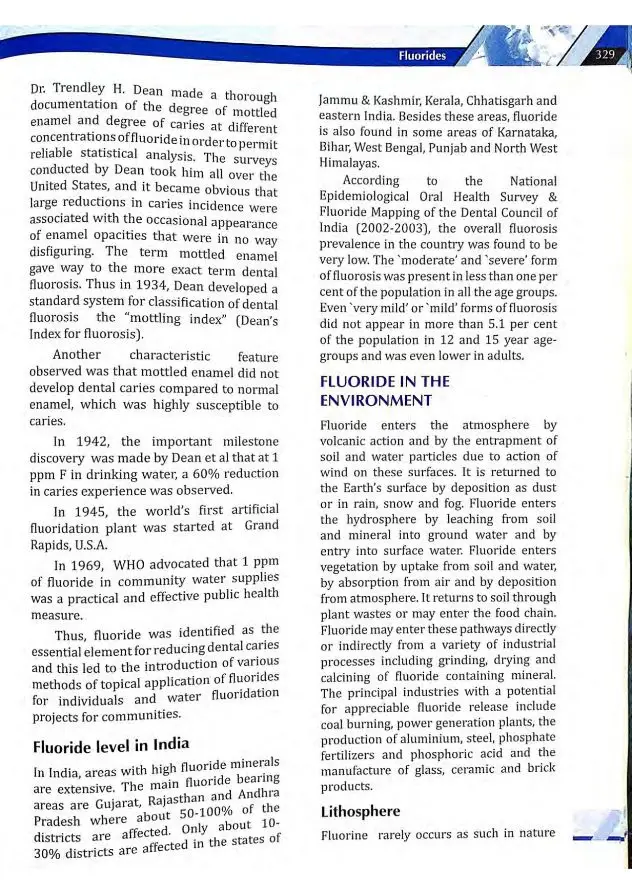 Fluorides
329
Dr. Trendley H. Dean made a thorough
documentation of the degree of mottled
enamel and degree of caries at different
concentrations of fluoride in order to permit
reliable statistical analysis. The surveys
conducted by Dean took him all over the
United States, and it became obvious that
large reductions in caries incidence were
associated with the occasional appearance
of enamel opacities that were in no way
disfiguring. The term mottled enamel
gave way to the more exact term dental
fluorosis. Thus in 1934, Dean developed a
standard system for classification of dental
fluorosis the "mottling index" (Dean's
Index for fluorosis).
Another characteristic feature
observed was that mottled enamel did not
develop dental caries compared to normal
enamel, which was highly susceptible to
caries.
In 1942, the important milestone
discovery was made by Dean et al that at 1
ppm F in drinking water, a 60% reduction
in caries experience was observed.
In 1945, the world's first artificial
fluoridation plant was started at Grand
Rapids, U.S.A.
In 1969, WHO advocated that 1 ppm
of fluoride in community water supplies
was a practical and effective public health
measure.
Thus, fluoride was identified as the
essential element for reducing dental caries
and this led to the introduction of various
methods of topical application of fluorides
for individuals and water fluoridation
projects for communities.
Fluoride level in India
In India, areas with high fluoride minerals
are extensive. The main fluoride bearing
areas are Gujarat, Rajasthan and Andhra
Pradesh where about 50-100% of the
districts are affected. Only about 10-
30% districts are affected in the states of
Jammu & Kashmir, Kerala, Chhatisgarh and
eastern India. Besides these areas, fluoride
is also found in some areas of Karnataka,
Bihar, West Bengal, Punjab and North West
Himalayas.
According to the National
Epidemiological Oral Health Survey &
Fluoride Mapping of the Dental Council of
India (2002-2003), the overall fluorosis
prevalence in the country was found to be
very low. The `moderate' and `severe' form
of fluorosis was present in less than one per
cent of the population in all the age groups.
Even `very mild' or `mild' forms of fluorosis
did not appear in more than 5.1 per cent
of the population in 12 and 15 year age-
groups and was even lower in adults.
FLUORIDE IN THE
ENVIRONMENT
Fluoride enters the atmosphere by
volcanic action and by the entrapment of
soil and water particles due to action of
wind on these surfaces. It is returned to
the Earth's surface by deposition as dust
or in rain, snow and fog. Fluoride enters
the hydrosphere by leaching from soil
and mineral into ground water and by
entry into surface water. Fluoride enters
vegetation by uptake from soil and water,
by absorption from air and by deposition
from atmosphere. It returns to soil through
plant wastes or may enter the food chain.
Fluoride may enter these pathways directly
or indirectly from a variety of industrial
processes including grinding, drying and
calcining of fluoride containing mineral.
The principal industries with a potential
for appreciable fluoride release include
coal burning, power generation plants, the
production of aluminium, steel, phosphate
fertilizers and phosphoric acid and the
manufacture of glass, ceramic and brick
products.
Lithosphere
Fluorine rarely occurs as such in nature